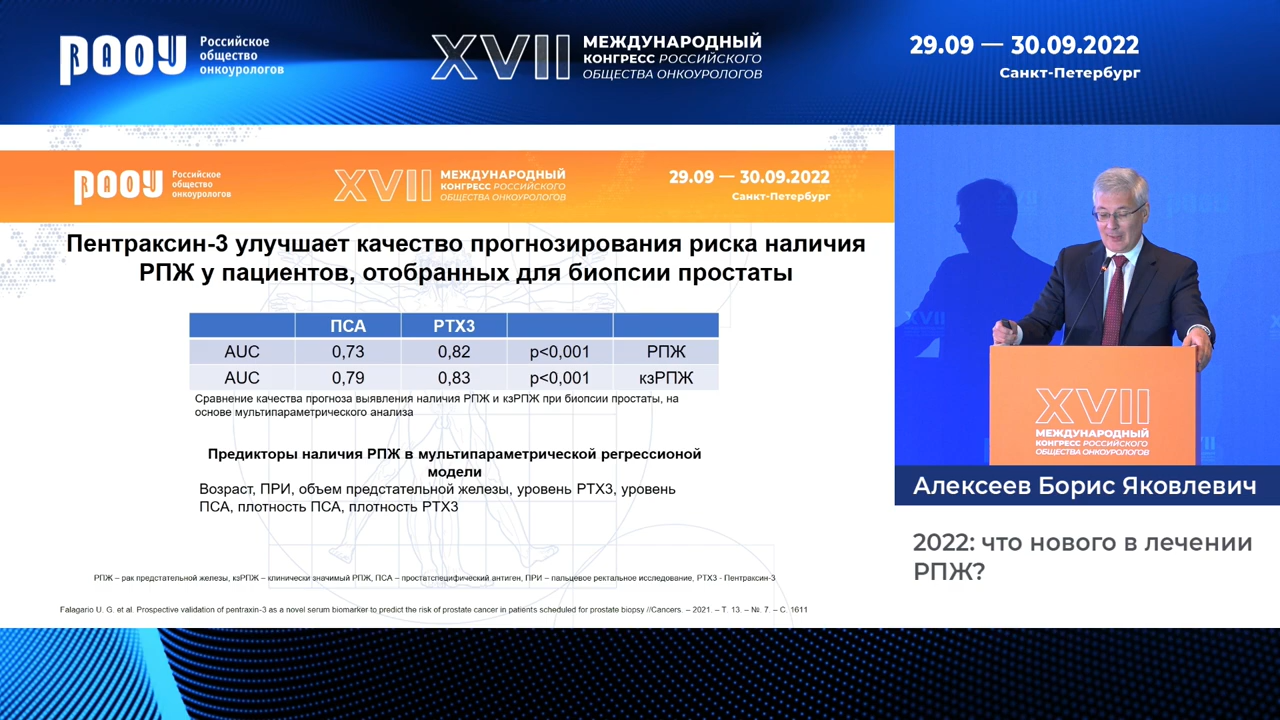 РАОУ
Российское
общество
онкоурологов
XVII
МЕЖДУНАРОДНЫЙ
КОНГРЕСС РОССИЙСКОГО
ОБЩЕСТВА ОНКОУРОЛОГОВ
29.09 — 30.09.2022
Санкт-Петербург
РАОУ
Российское
общество
онкоурологов
XVII
МЕЖДУНАРОДНЫЙ
КОНГРЕСС РОССИЙСКОГО
ОБЩЕСТВА ОНКОУРОЛОГОВ
29.09 — 30.09.2022
Санкт-Петербург
Пентраксин-3 улучшает качество прогнозирования риска наличия
РПЖ у пациентов, отобранных для биопсии простаты
ПСА PTX3
AUC 0,73 0,82 p<0,001 РПЖ
AUC 0,79 0,83 p<0,001 кзРПЖ
Сравнение качества прогноза выявления наличия РПЖ и кзРПЖ при биопсии простаты, на
основе мультипараметрического анализа
Предикторы наличия РПЖ в мультипараметрической регрессионой
модели
Возраст, ПРИ, объем предстательной железы, уровень PTX3, уровень
ПСА, плотность ПСА, плотность PTX3
РПЖ – рак предстательной железы, кзРПЖ – клинически значимый РПЖ, ПСА – простатспецифический антиген, ПРИ – пальцевое ректальное исследование, PTX3 - Пентраксин-3
Falagario U. G. et al. Prospective validation of pentraxin-3 as a novel serum biomarker to predict the risk of prostate cancer in patients scheduled for prostate biopsy //Cancers. – 2021. – Т. 13. – №. 7. – С. 1611
XVII
МЕЖДУНАРОДНЫЙ
КОНГРЕСС РОССИЙСКОГО
ОБЩЕСТВА ОНКОУРОЛОГОВ
Алексеев Борис Яковлевич
2022: что нового в лечении
РПЖ?